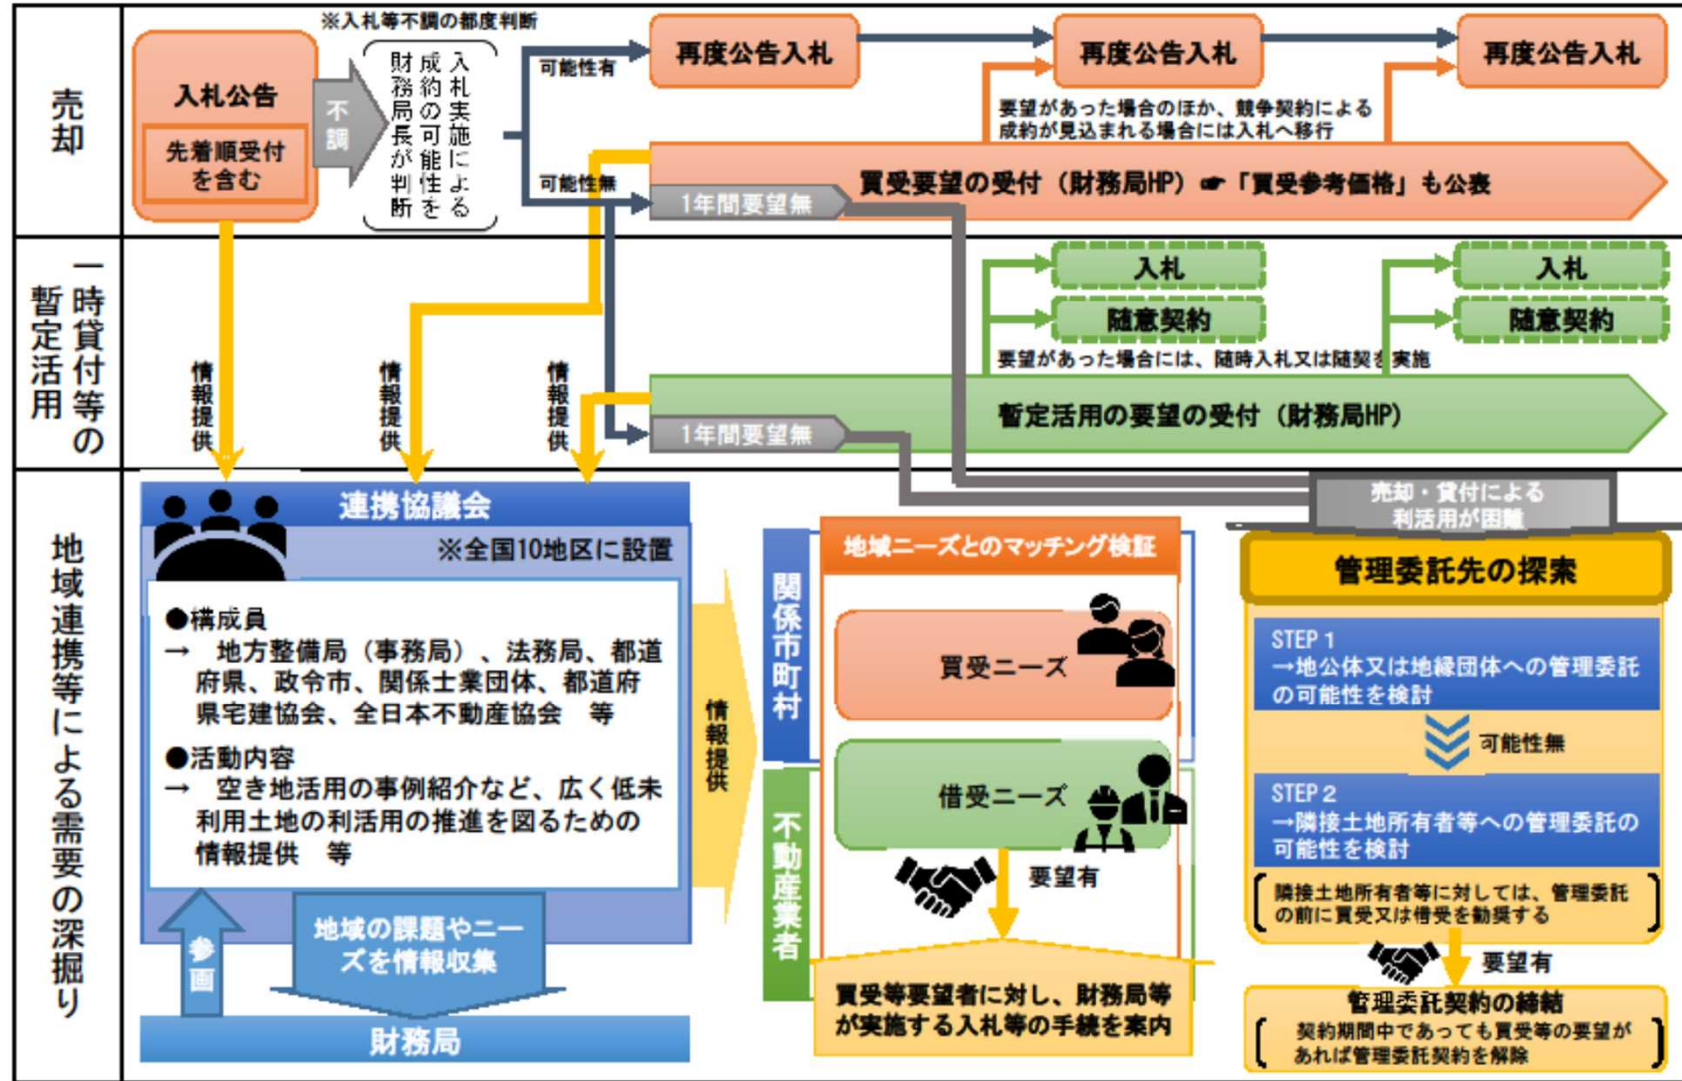 売却
※入札等不調の都度判断
入札公告
先着順受付
を含む
不調
入札実施による
成約の可能性を
財務局長が判断
可能性有
可能性無
再度公告入札
再度公告入札
再度公告入札
要望があった場合のほか、競争契約による
成約が見込まれる場合には入札へ移行
買受要望の受付（財務局HP）☛「買受参考価格」も公表
1年間要望無
一時貸付等の
暫定活用
情報提供
情報提供
情報提供
入札
随意契約
入札
随意契約
要望があった場合には、随時入札又は随契を実施
暫定活用の要望の受付（財務局HP）
1年間要望無
地域連携等による需要の深掘り
連携協議会
※全国10地区に設置
●構成員
→　地方整備局（事務局）、法務局、都道
府県、政令市、関係士業団体、都道府
県宅建協会、全日本不動産協会　等
●活動内容
→　空き地活用の事例紹介など、広く低未
利用土地の利活用の推進を図るための
情報提供　等
参画
地域の課題やニー
ズを情報収集
財務局
情報提供
関係市町村
不動産業者
地域ニーズとのマッチング検証
買受ニーズ
借受ニーズ
要望有
買受等要望者に対し、財務局等
が実施する入札等の手続を案内
売却・貸付による
利活用が困難
管理委託先の探索
STEP 1
→地公体又は地縁団体への管理委託
の可能性を検討
可能性無
STEP 2
→隣接土地所有者等への管理委託の
可能性を検討
隣接土地所有者等に対しては、管理委託
の前に買受又は借受を勧奨する
要望有
管理委託契約の締結
契約期間中であっても買受等の要望が
あれば管理委託契約を解除